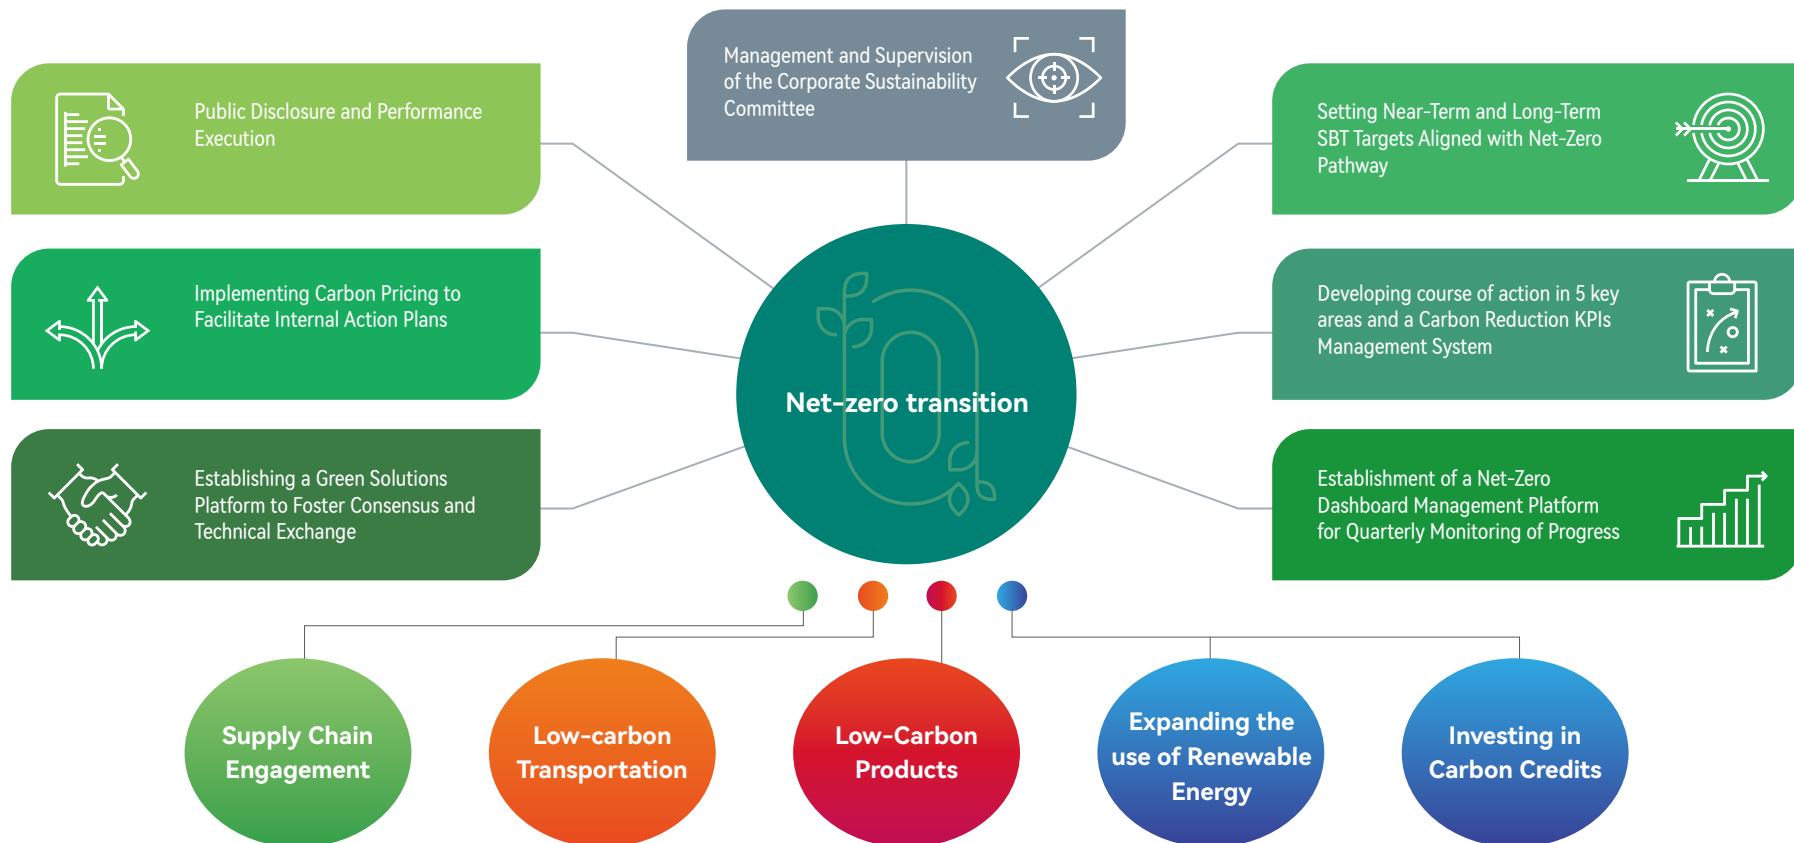 Management and Supervision
of the Corporate Sustainability
Committee
Public Disclosure and Performance
Execution
Setting Near-Term and Long-Term
SBT Targets Aligned with Net-Zero
Pathway
Implementing Carbon Pricing to
Facilitate Internal Action Plans
Developing course of action in 5 key
areas and a Carbon Reduction KPIs
Management System
Net-zero transition
Establishing a Green Solutions
Platform to Foster Consensus and
Technical Exchange
Establishment of a Net-Zero
Dashboard Management Platform
for Quarterly Monitoring of Progress
Supply Chain
Engagement
Low-carbon
Transportation
Low-Carbon
Products
Expanding the
use of Renewable
Energy
Investing in
Carbon Credits